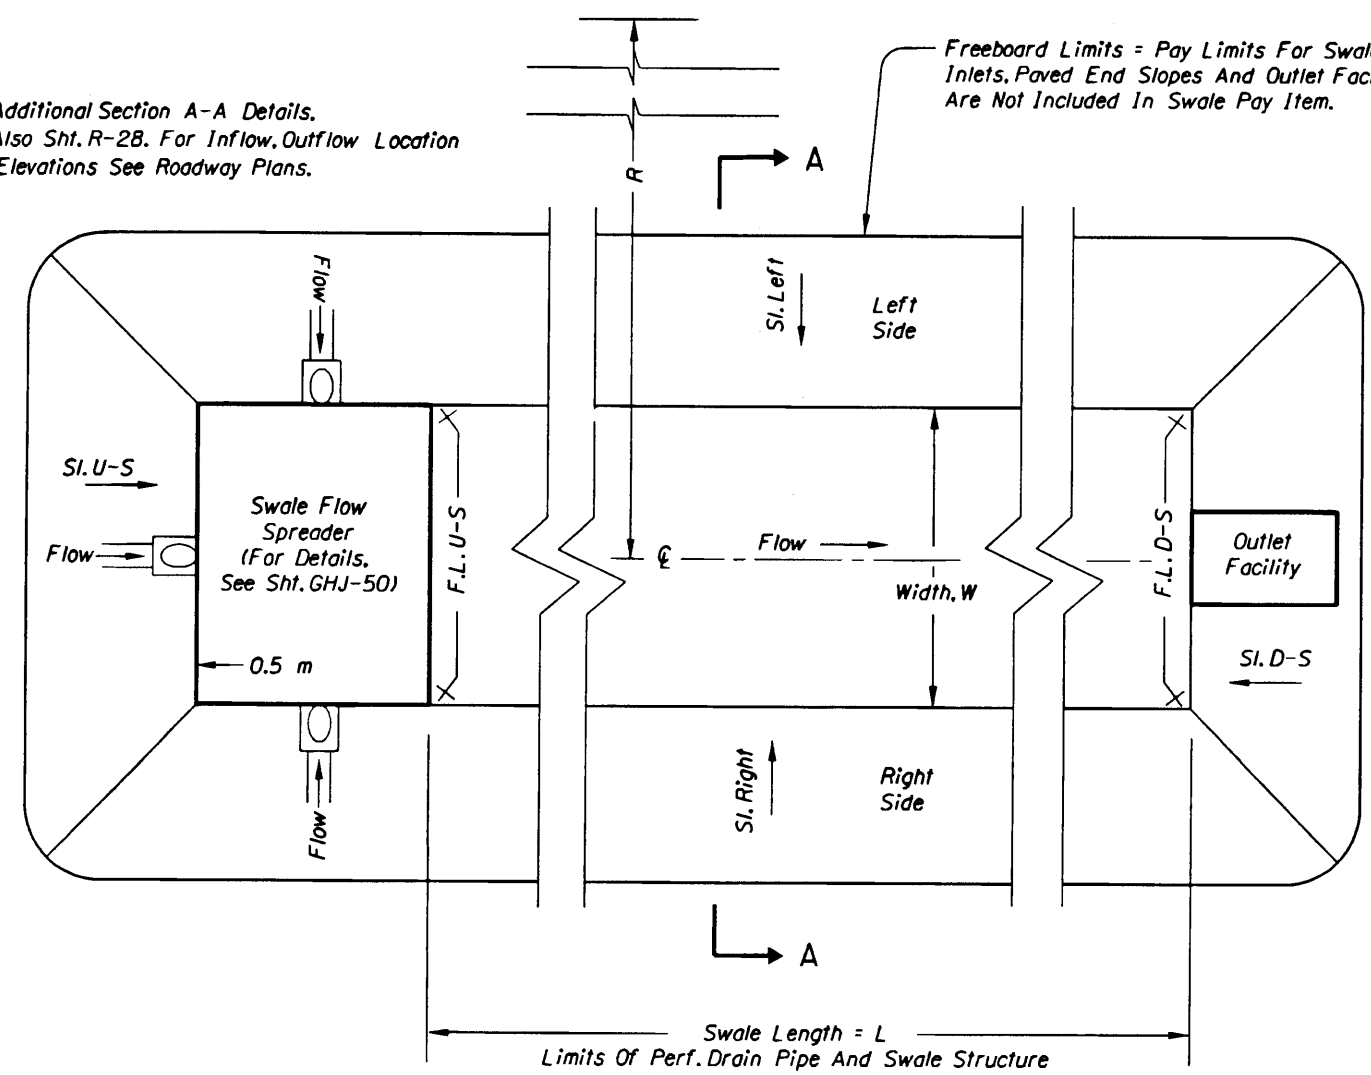 Freeboard Limits = Pay Limits For
Inlets, Paved End Slopes And Outlet
Are Not Included In Swale Pay Item.
Additional Section A-A Details.
Also Sht. R-28. For Inflow, Outflow Location
Elevations See Roadway Plans.
R
A
Flow
Sl. Left
Left
Side
Sl. U-S
Flow
Swale Flow
Spreader
(For Details,
See Sht. GHJ-50)
0.5 m
F.L. U-S
℄
Flow
Width, W
F.L. D-S
Outlet
Facility
Sl. D-S
Flow
Sl. Right
Right
Side
A
Swale Length = L
Limits Of Perf. Drain Pipe And Swale Structure